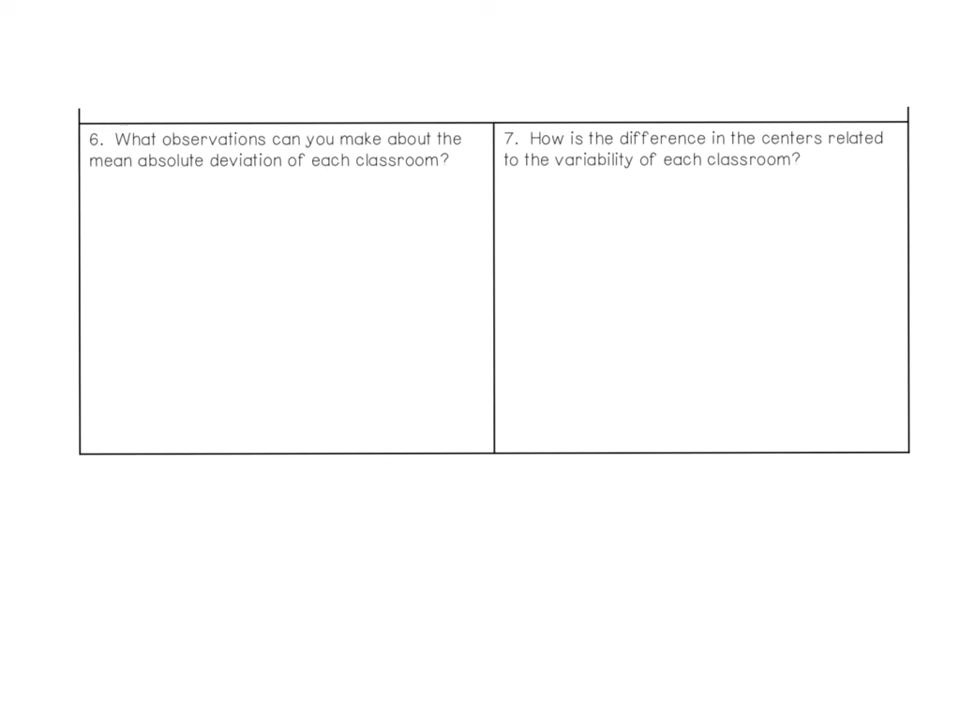 6. What observations can you make about the
mean absolute deviation of each classroom?
7. How is the difference in the centers related
to the variability of each classroom?